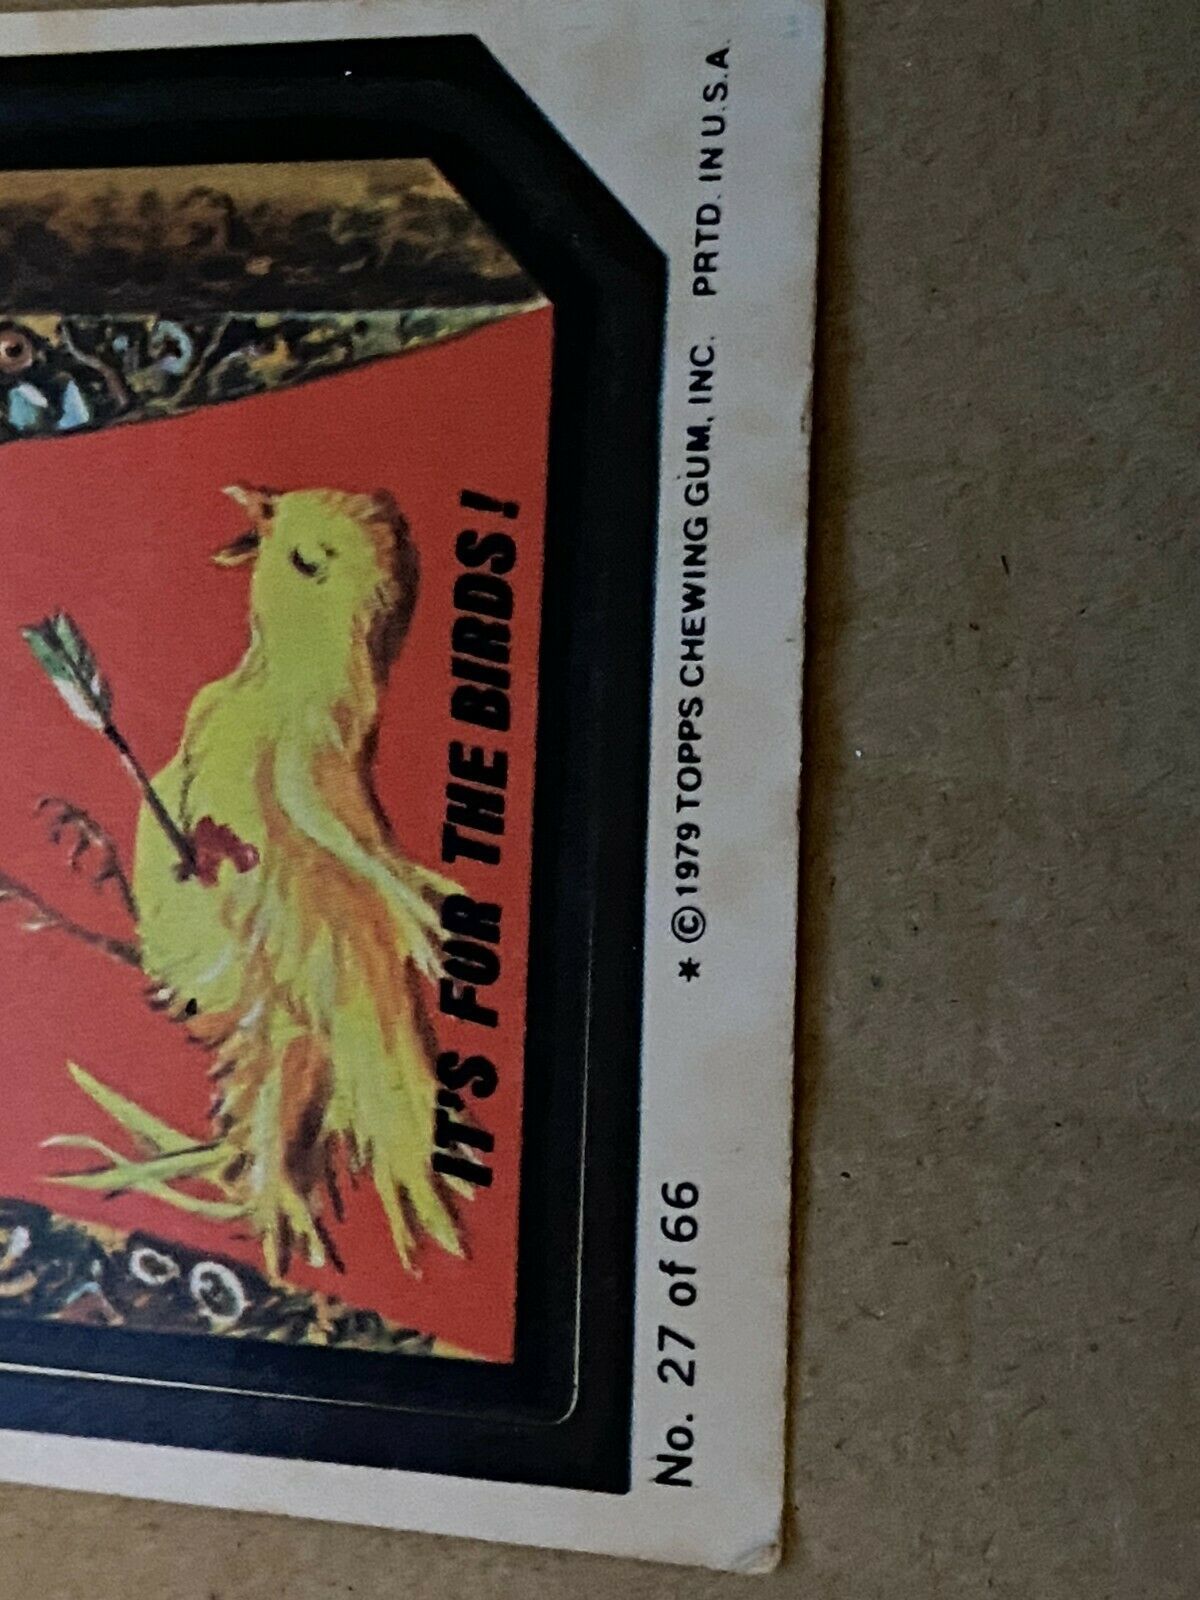 IT'S FOR THE BIRDS!
No. 27 of 66 * © 1979 TOPPS CHEWING GUM, INC. PRTD. IN U.S.A.